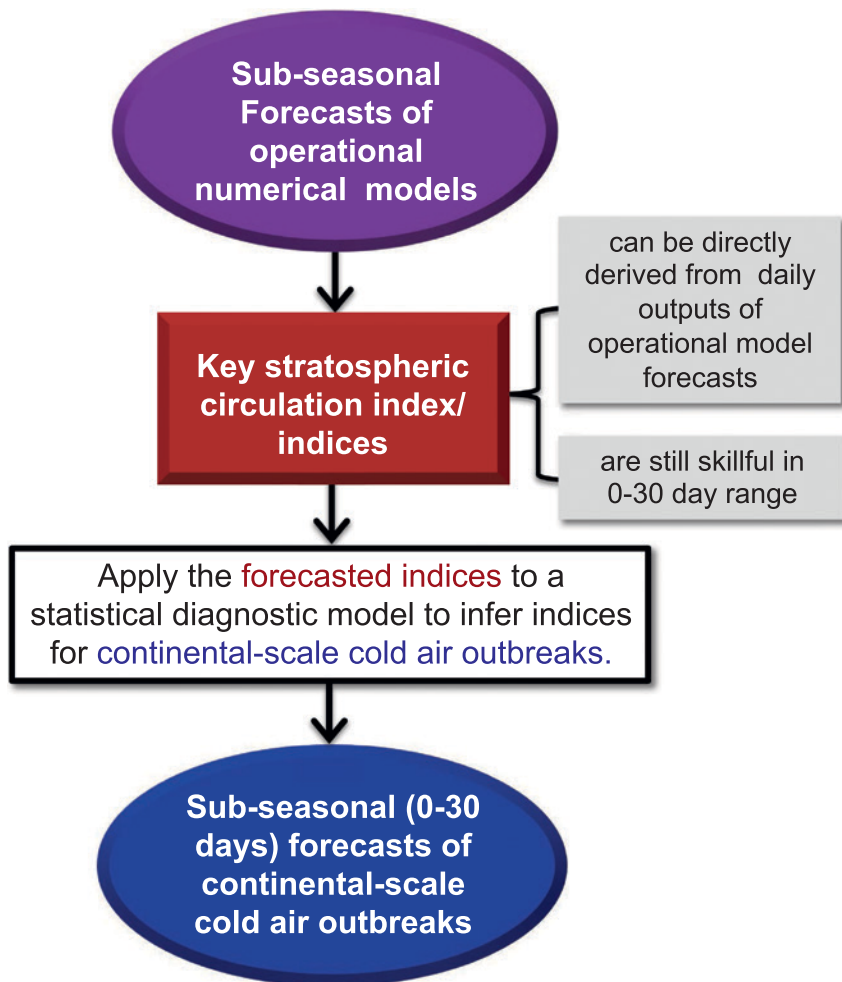 Sub-seasonal
Forecasts of
operational
numerical models
can be directly
derived from daily
outputs of
operational model
forecasts
Key stratospheric
circulation index/
indices
are still skillful in
0-30 day range
Apply the forecasted indices to a
statistical diagnostic model to infer indices
for continental-scale cold air outbreaks.
Sub-seasonal (0-30
days) forecasts of
continental-scale
cold air outbreaks